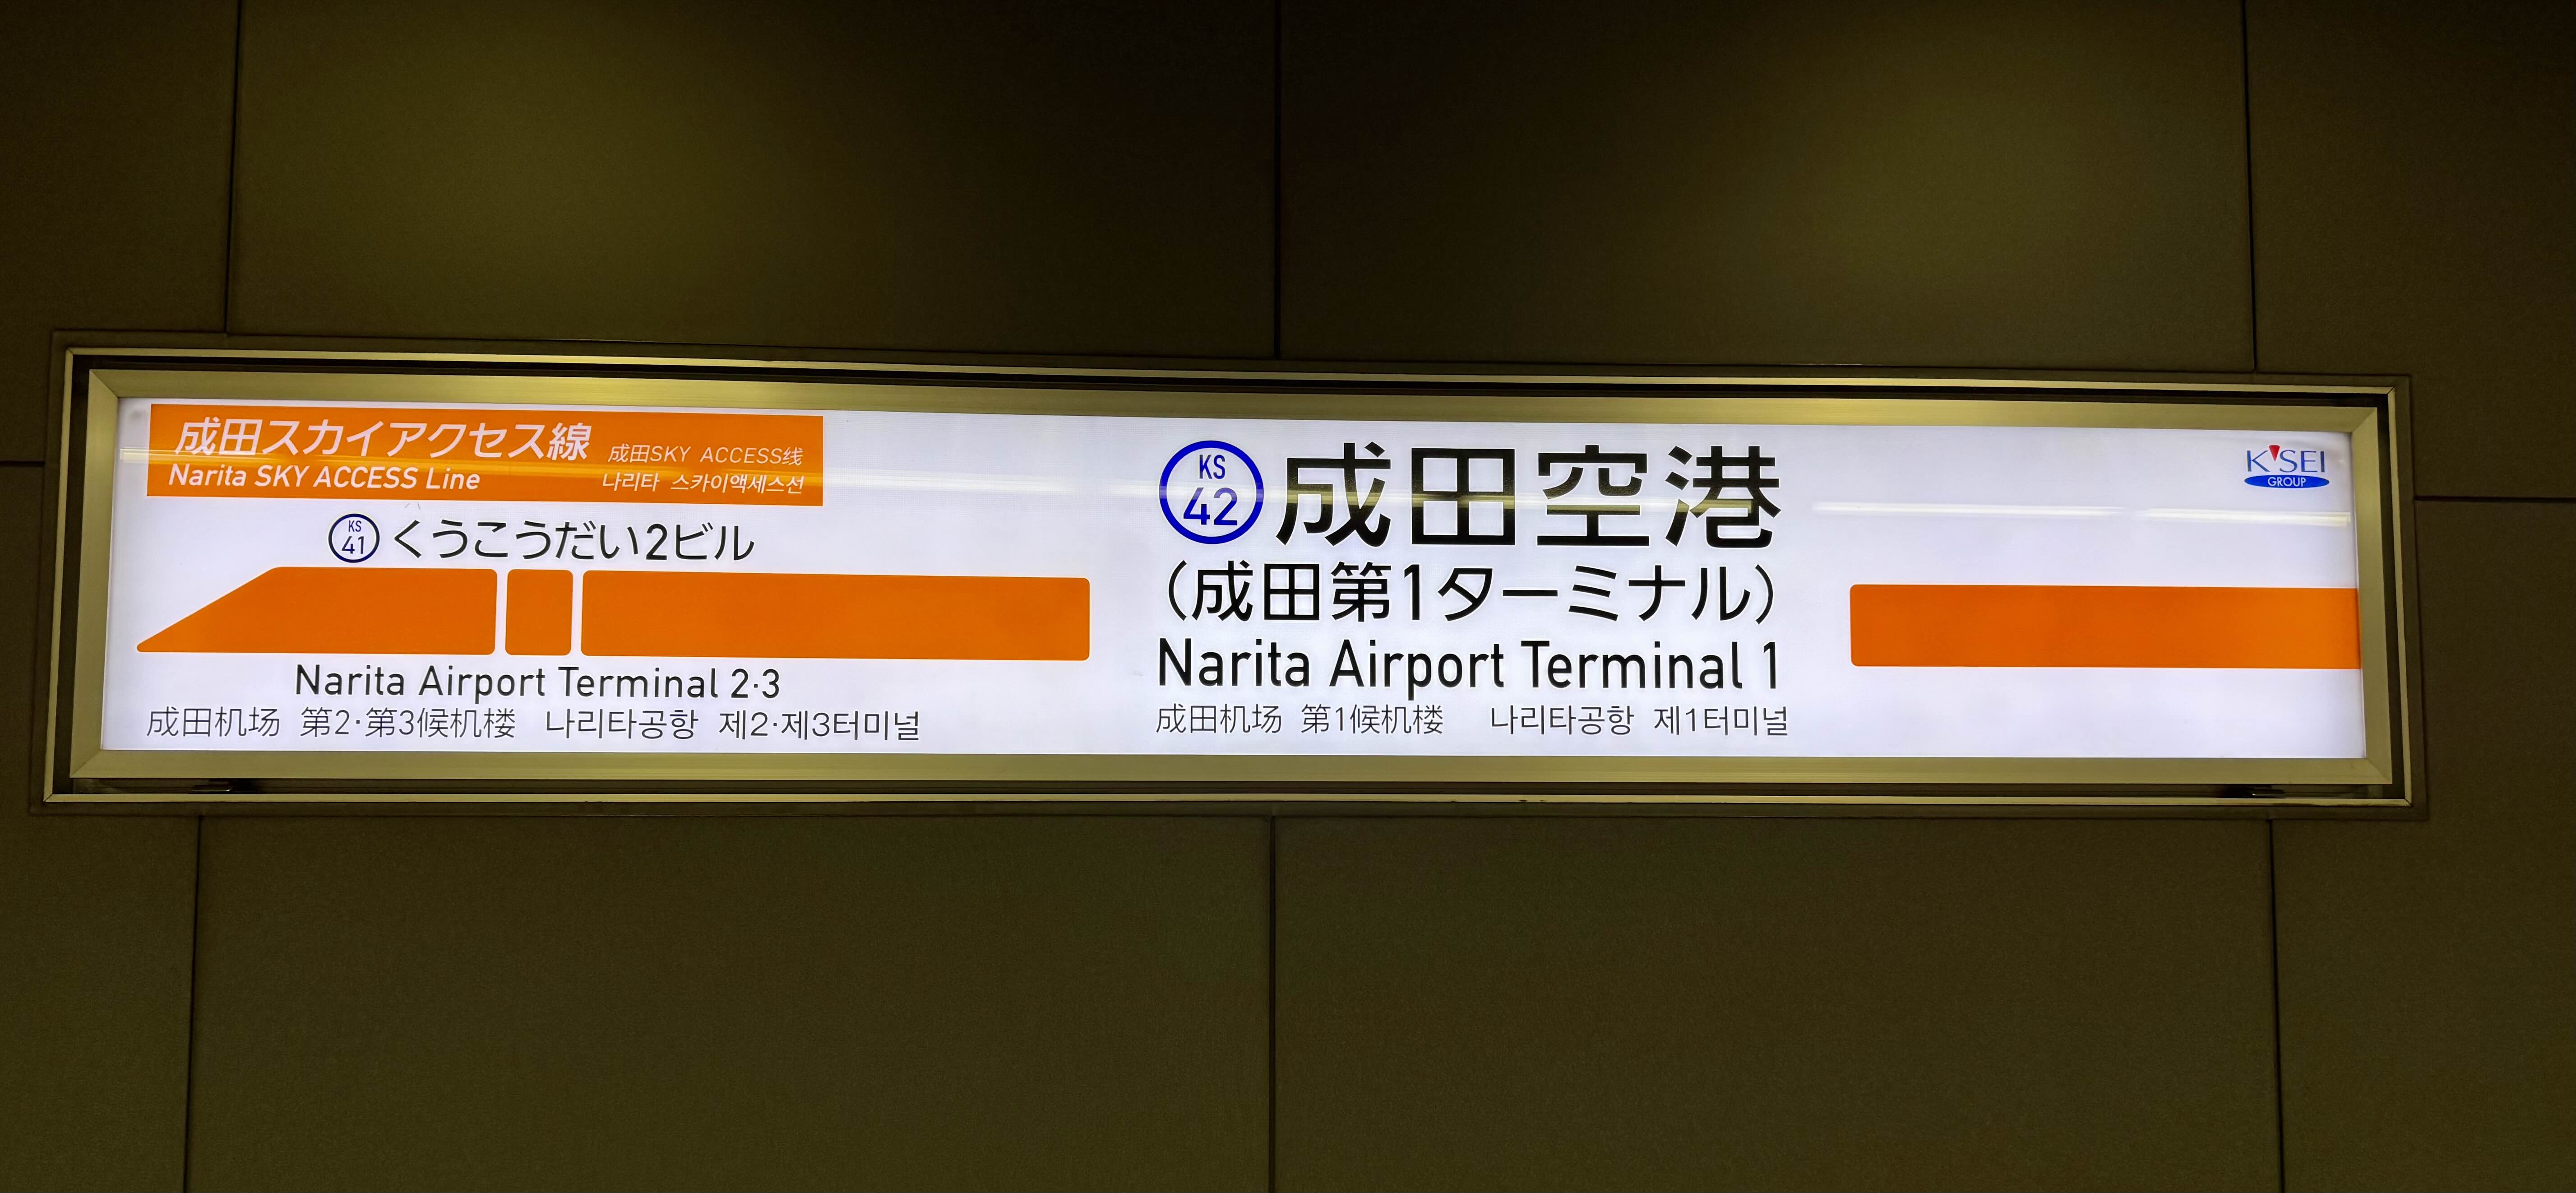 成田スカイアクセス線 成田SKY ACCESS线
Narita SKY ACCESS Line 나리타 스카이액세스선
KS
41
くうこうだい2ビル
Narita Airport Terminal 2·3
成田机场 第2·第3候机楼 나리타공항 제2·제3터미널
KS
42
成田空港
(成田第1ターミナル)
Narita Airport Terminal 1
成田机场 第1候机楼 나리타공항 제1터미널
K'SEI
GROUP